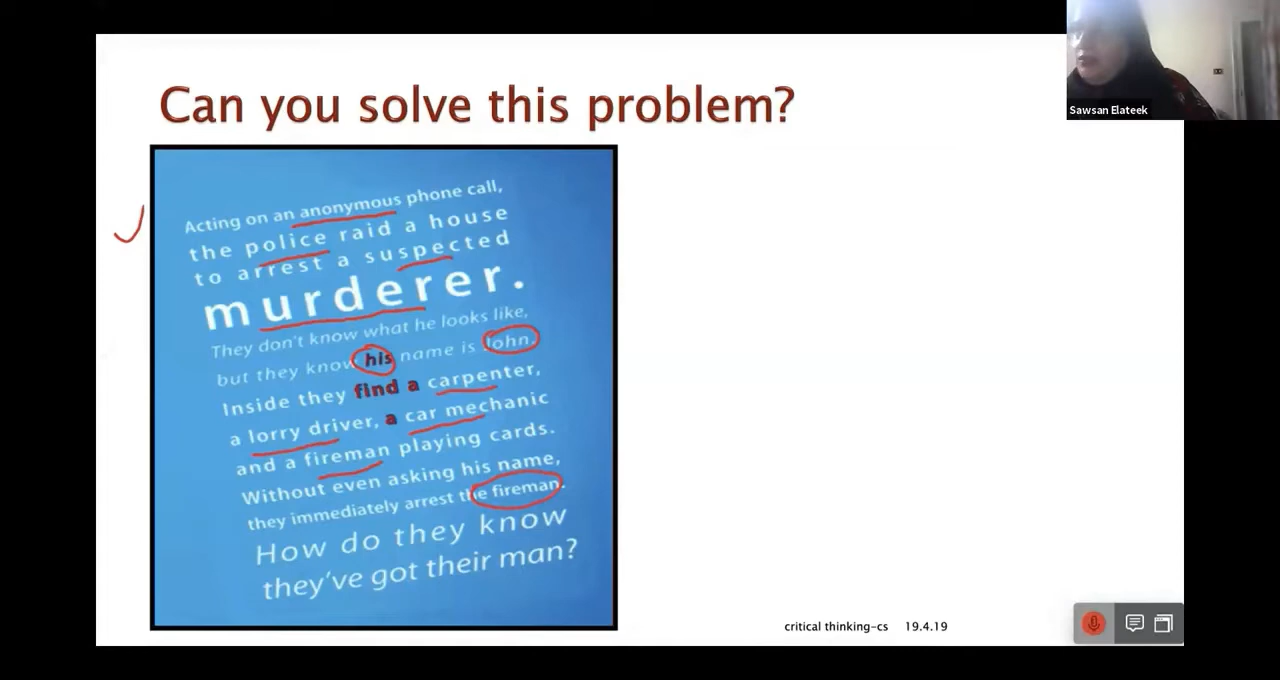 Can you solve this problem?
Sawsan Elateek
Acting on an anonymous phone call,
the police raid a house
to arrest a suspected
murderer.
They don't know what he looks like,
but they know his name is John.
Inside they find a carpenter,
a lorry driver, a car mechanic
and a fireman playing cards.
Without even asking his name,
they immediately arrest the fireman.
How do they know
they've got their man?
critical thinking-cs 19.4.19